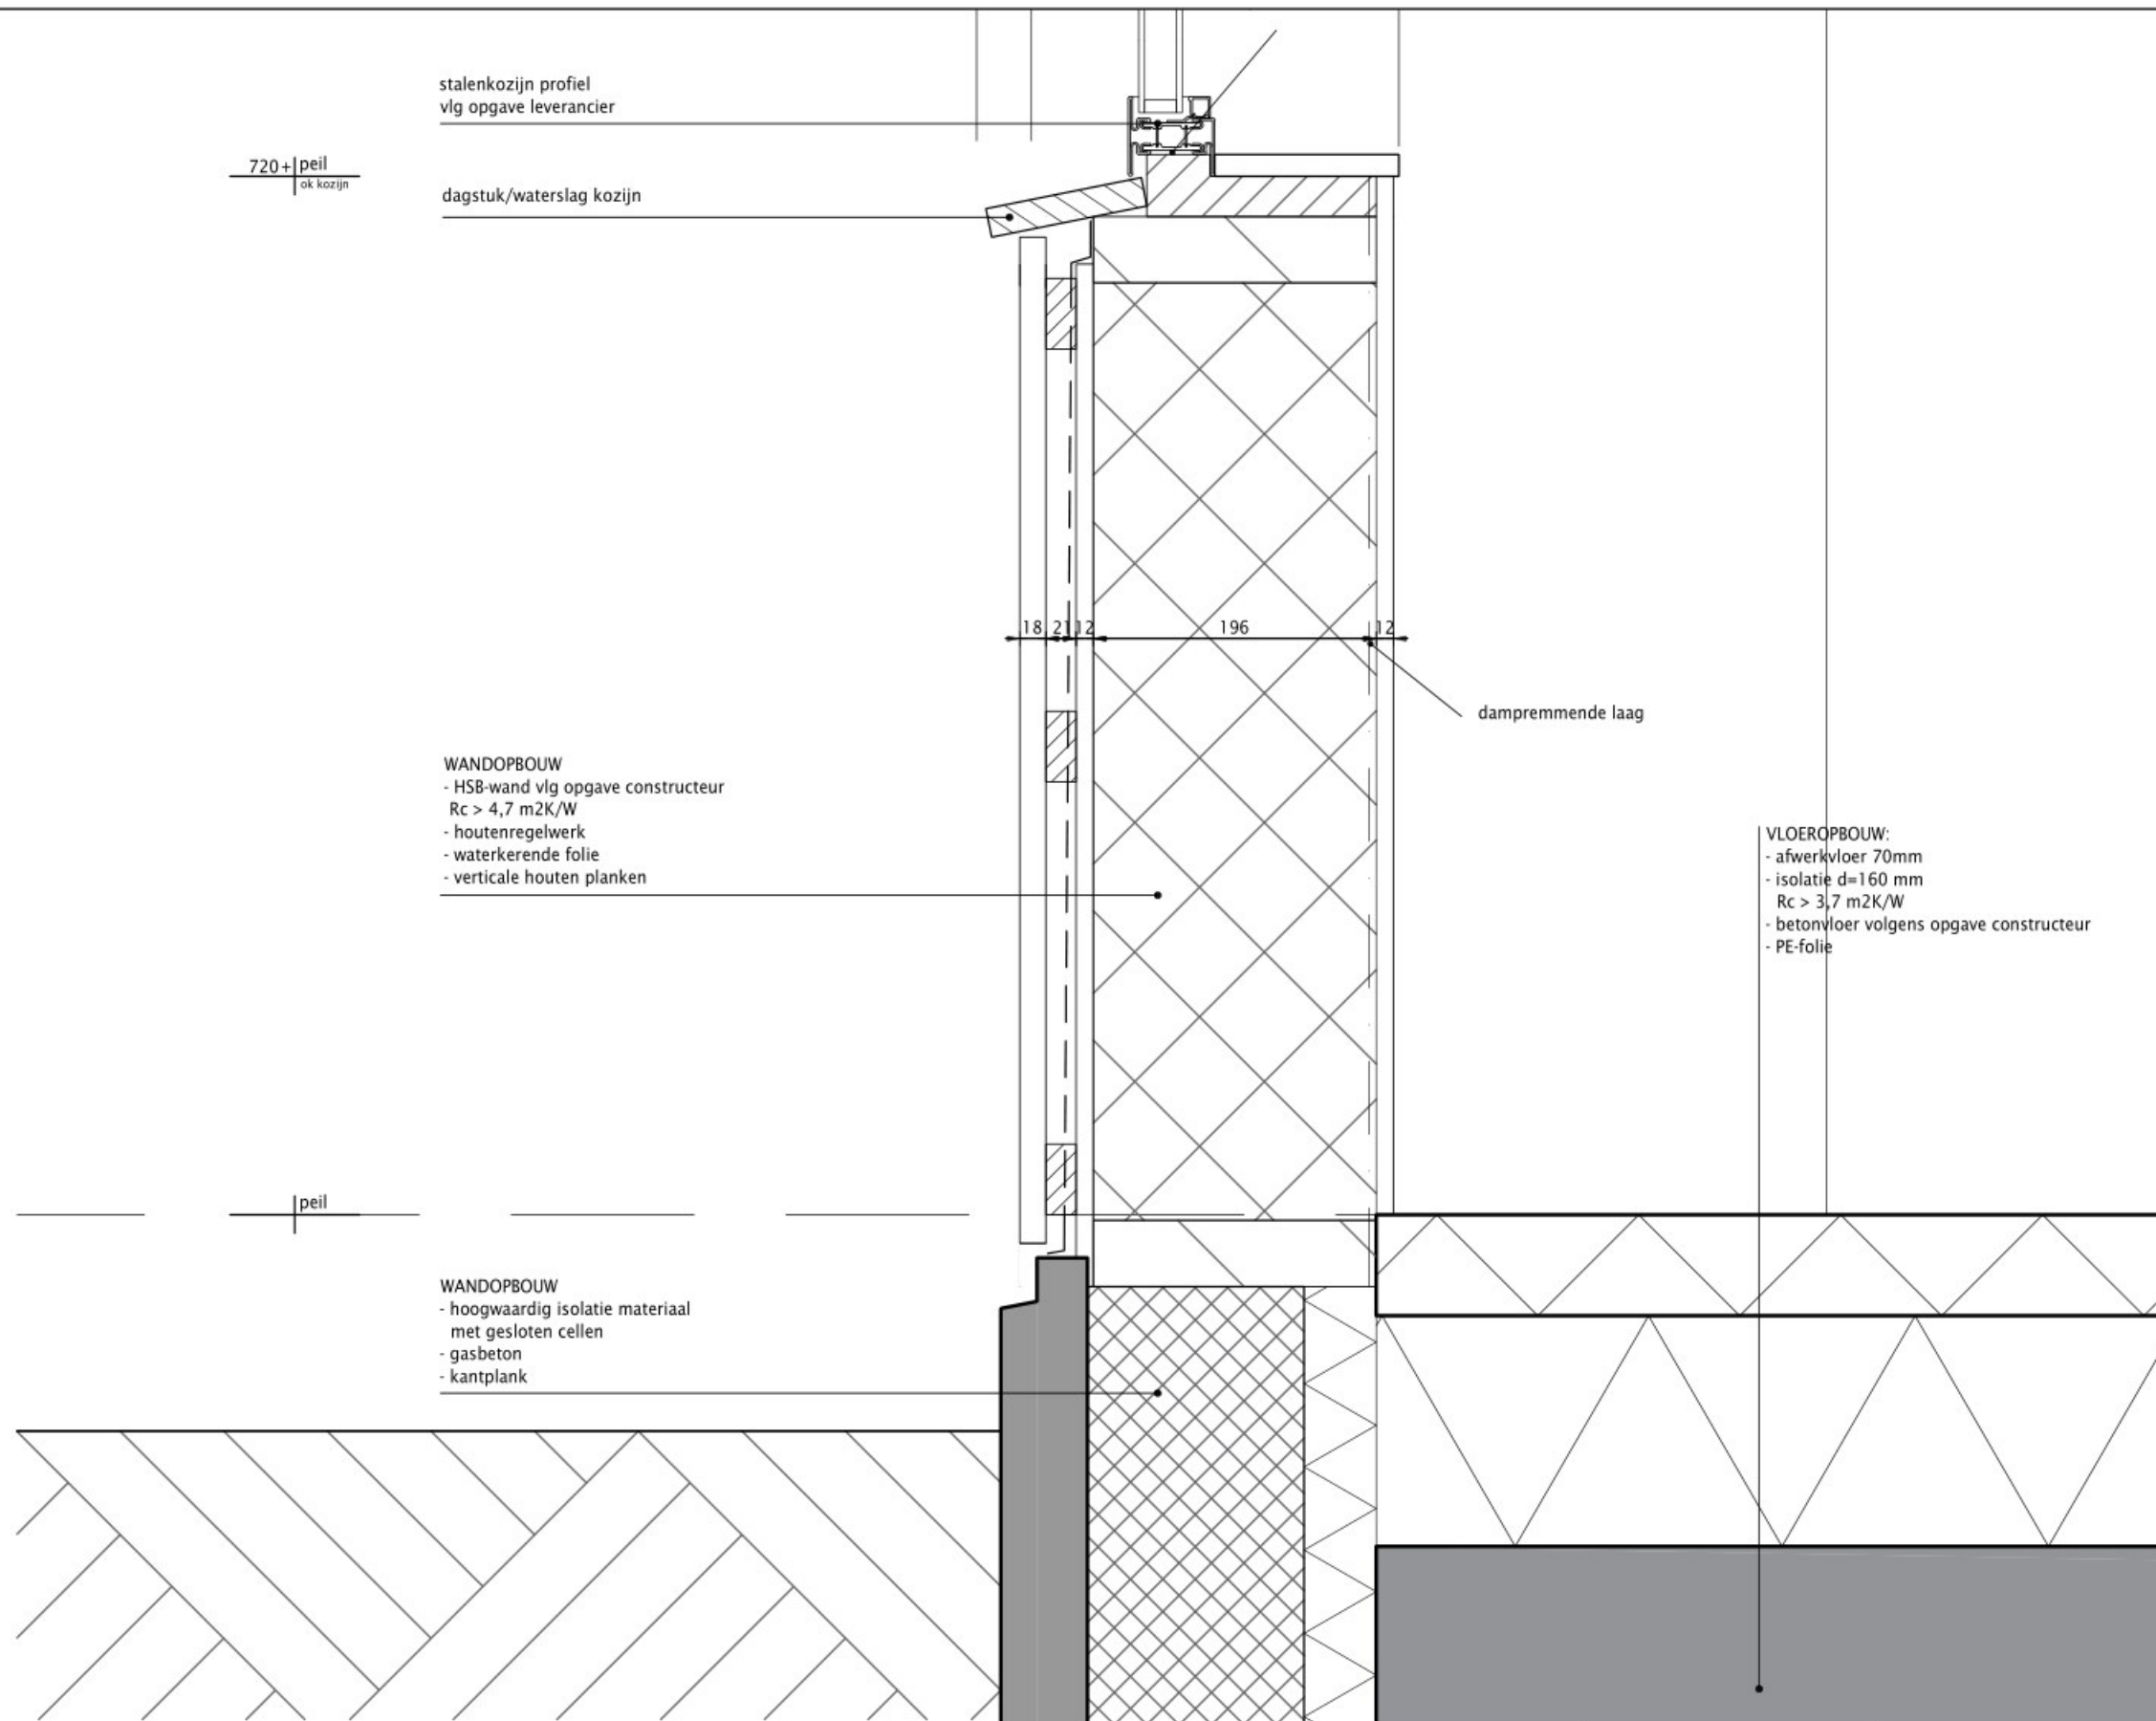 stalenkozijn profiel
vlg opgave leverancier
720+ peil
ok kozijn
dagstuk/waterslag kozijn
18 21 12 196 12
dampremmende laag
WANDOPBOUW
- HSB-wand vlg opgave constructeur
Rc > 4,7 m2K/W
- houtenregelwerk
- waterkerende folie
- verticale houten planken
VLOEROPBOUW:
- afwerkvloer 70mm
- isolatie d=160 mm
Rc > 3,7 m2K/W
- betonvloer volgens opgave constructeur
- PE-folie
peil
WANDOPBOUW
- hoogwaardig isolatie materiaal
met gesloten cellen
- gasbeton
- kantplank